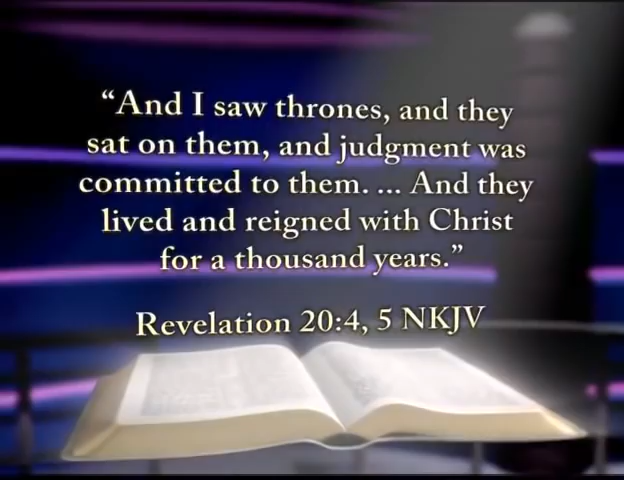 “And I saw thrones, and they
sat on them, and judgment was
committed to them. ... And they
lived and reigned with Christ
for a thousand years.”
Revelation 20:4, 5 NKJV